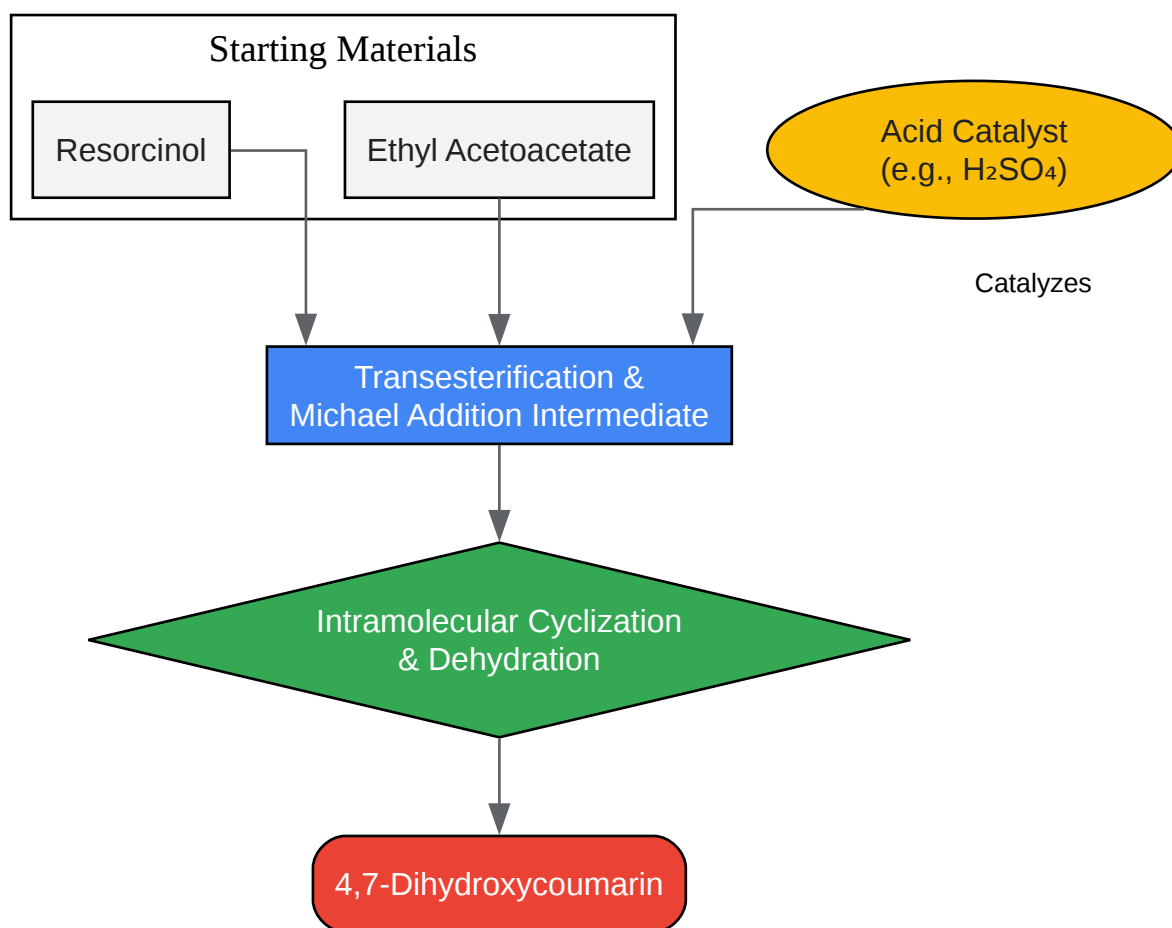 Starting Materials
Resorcinol
Ethyl Acetoacetate
Acid Catalyst
(e.g., H₂SO₄)
Catalyzes
Transesterification &
Michael Addition Intermediate
Intramolecular Cyclization
& Dehydration
4,7-Dihydroxycoumarin